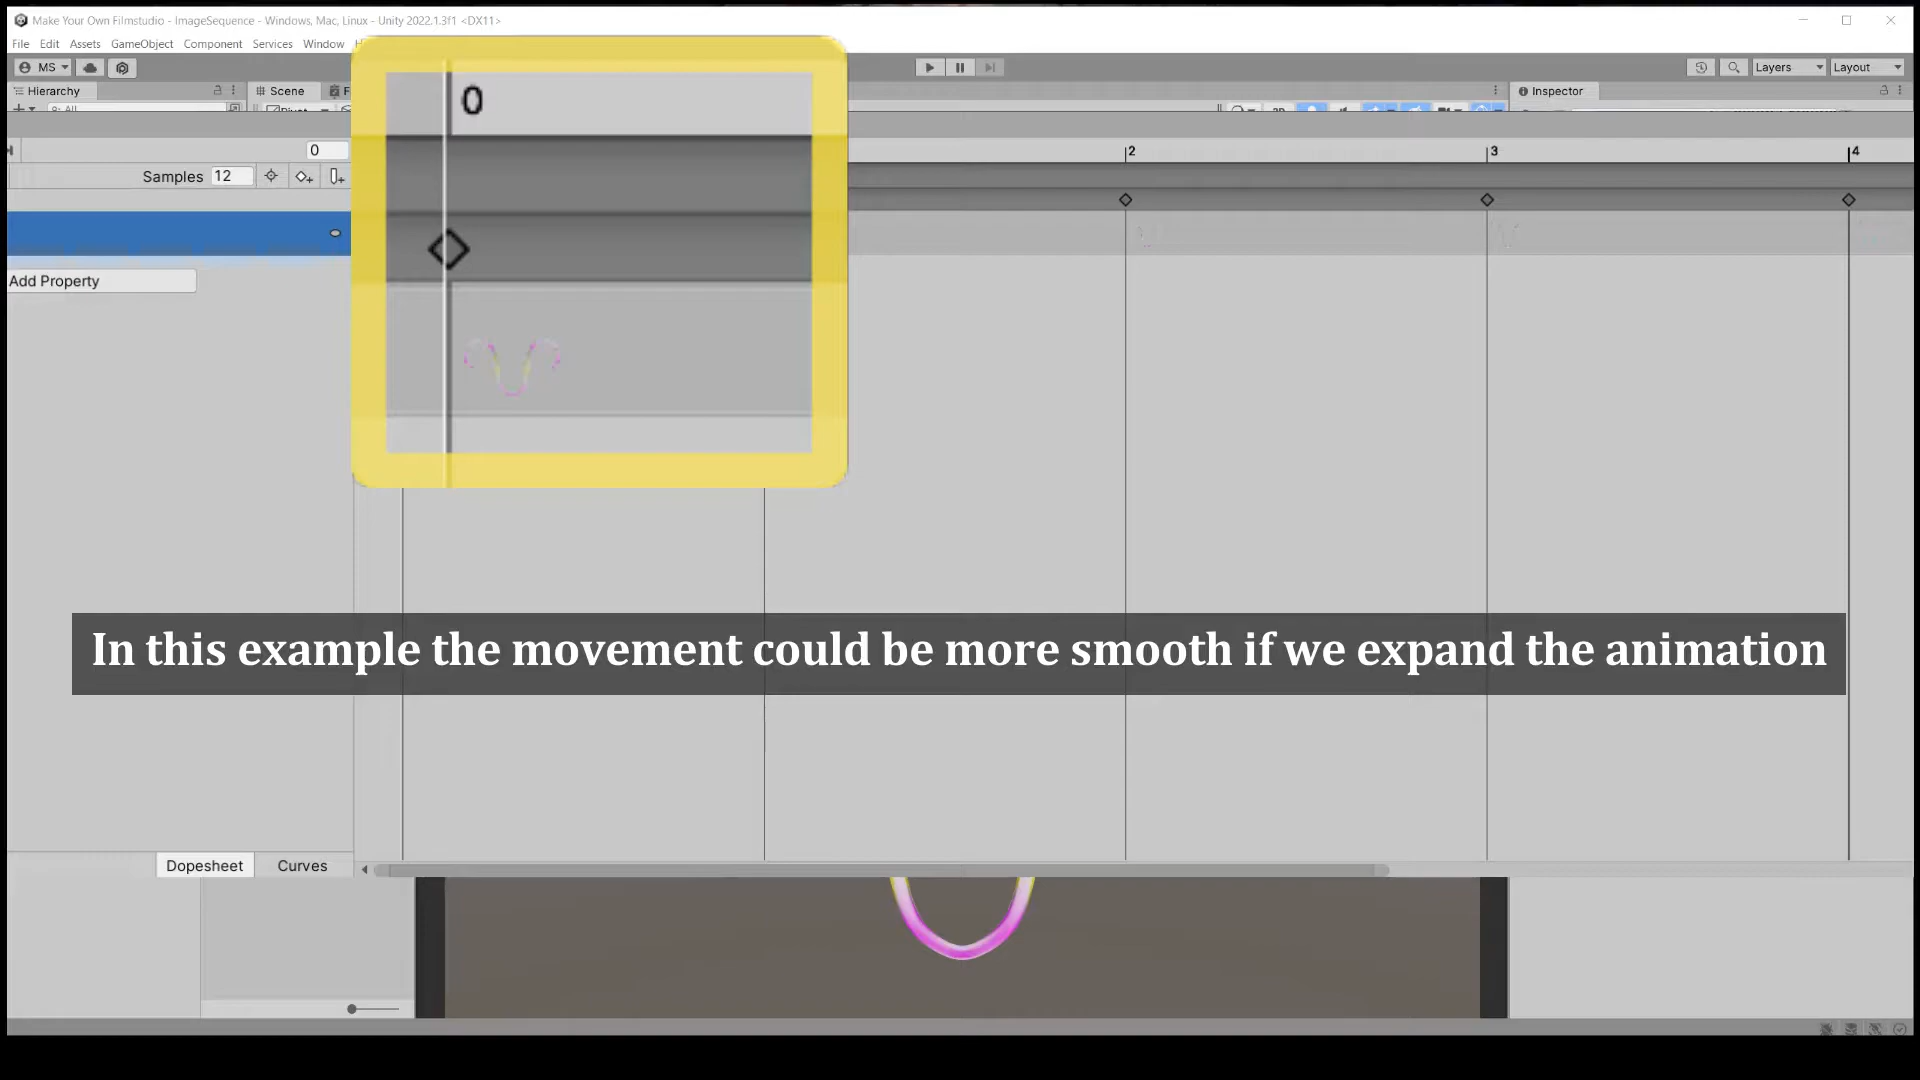 Make Your Own Filmstudio - ImageSequence - Windows, Mac, Linux - Unity 2022.1.3f1 <DX11>
File Edit Assets GameObject Component Services Window
MS Layers Layout
Hierarchy Scene Inspector
All
0
0 2 3 4
Samples 12
Add Property
In this example the movement could be more smooth if we expand the animation
Dopesheet Curves